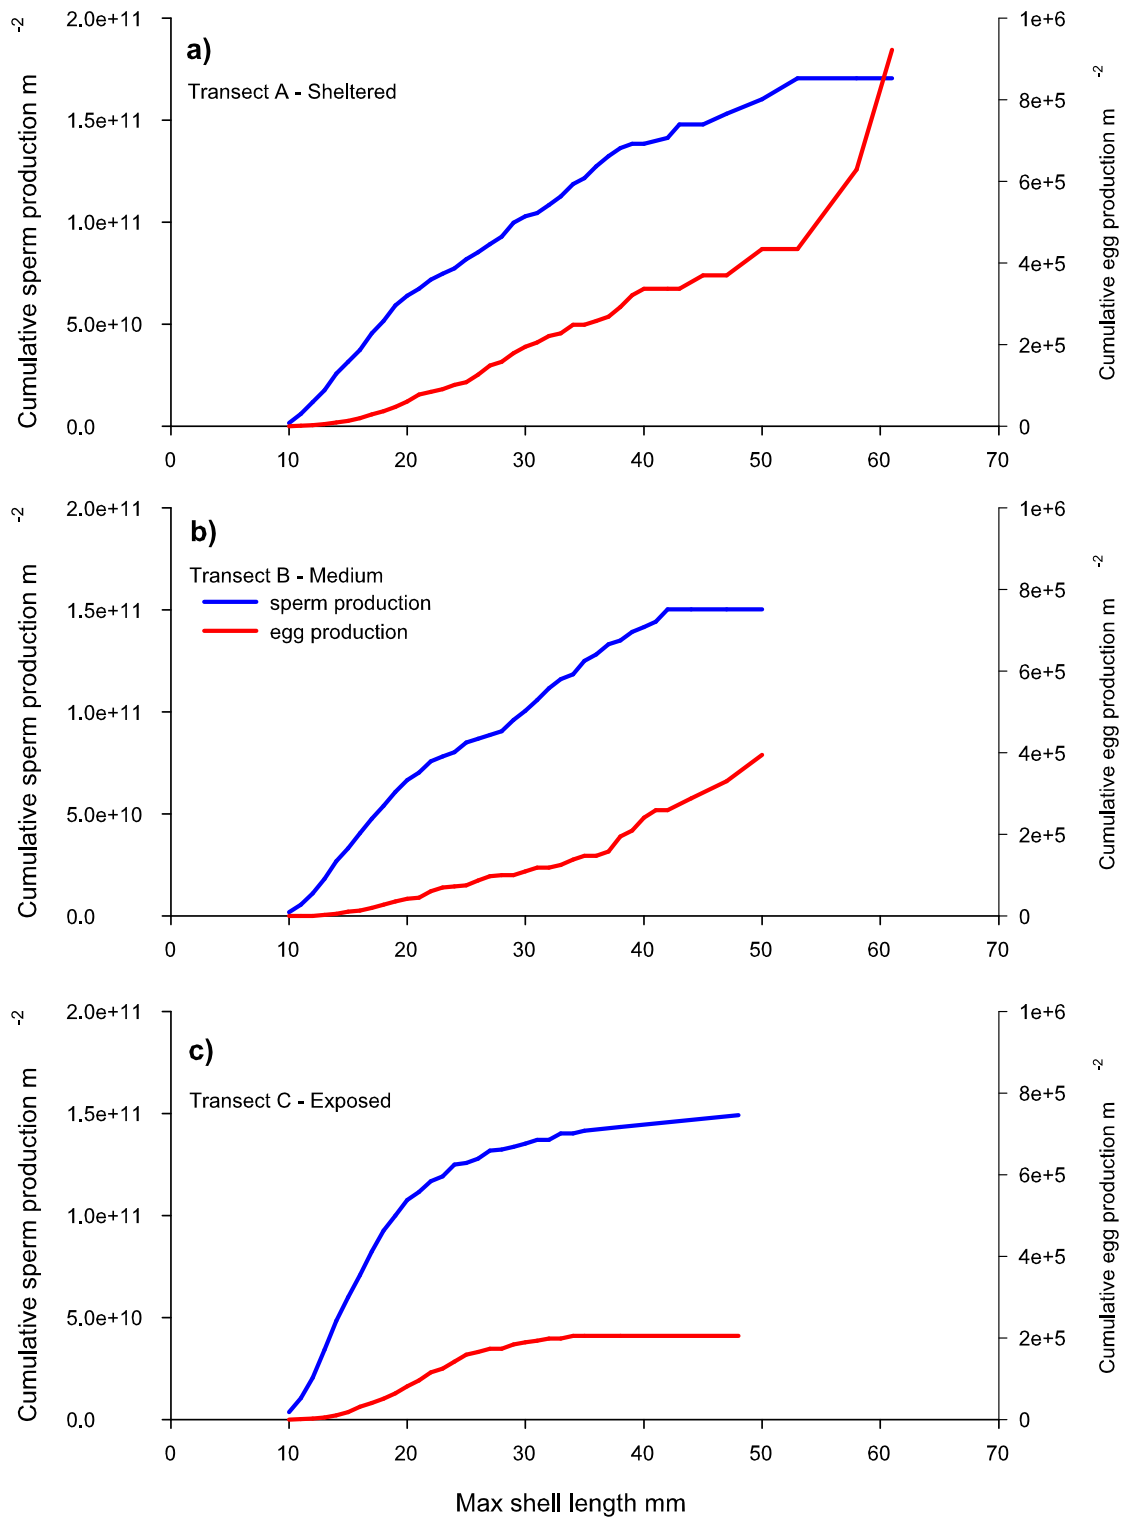 a)
Transect A - Sheltered
Cumulative sperm production m -2
2.0e+11
1.5e+11
1.0e+11
5.0e+10
0.0
1e+6
8e+5
6e+5
4e+5
2e+5
0
Cumulative egg production m -2
0 10 20 30 40 50 60 70
b)
Transect B - Medium
sperm production
egg production
Cumulative sperm production m -2
2.0e+11
1.5e+11
1.0e+11
5.0e+10
0.0
1e+6
8e+5
6e+5
4e+5
2e+5
0
Cumulative egg production m -2
0 10 20 30 40 50 60 70
c)
Transect C - Exposed
Cumulative sperm production m -2
2.0e+11
1.5e+11
1.0e+11
5.0e+10
0.0
1e+6
8e+5
6e+5
4e+5
2e+5
0
Cumulative egg production m -2
0 10 20 30 40 50 60 70
Max shell length mm